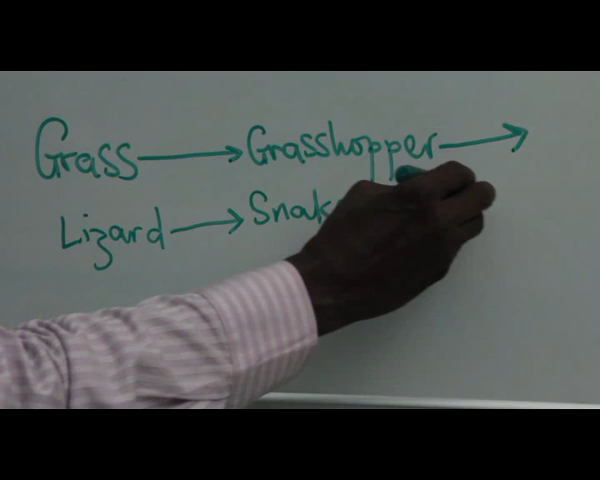 Grass → Grasshopper →
Lizard → Snak